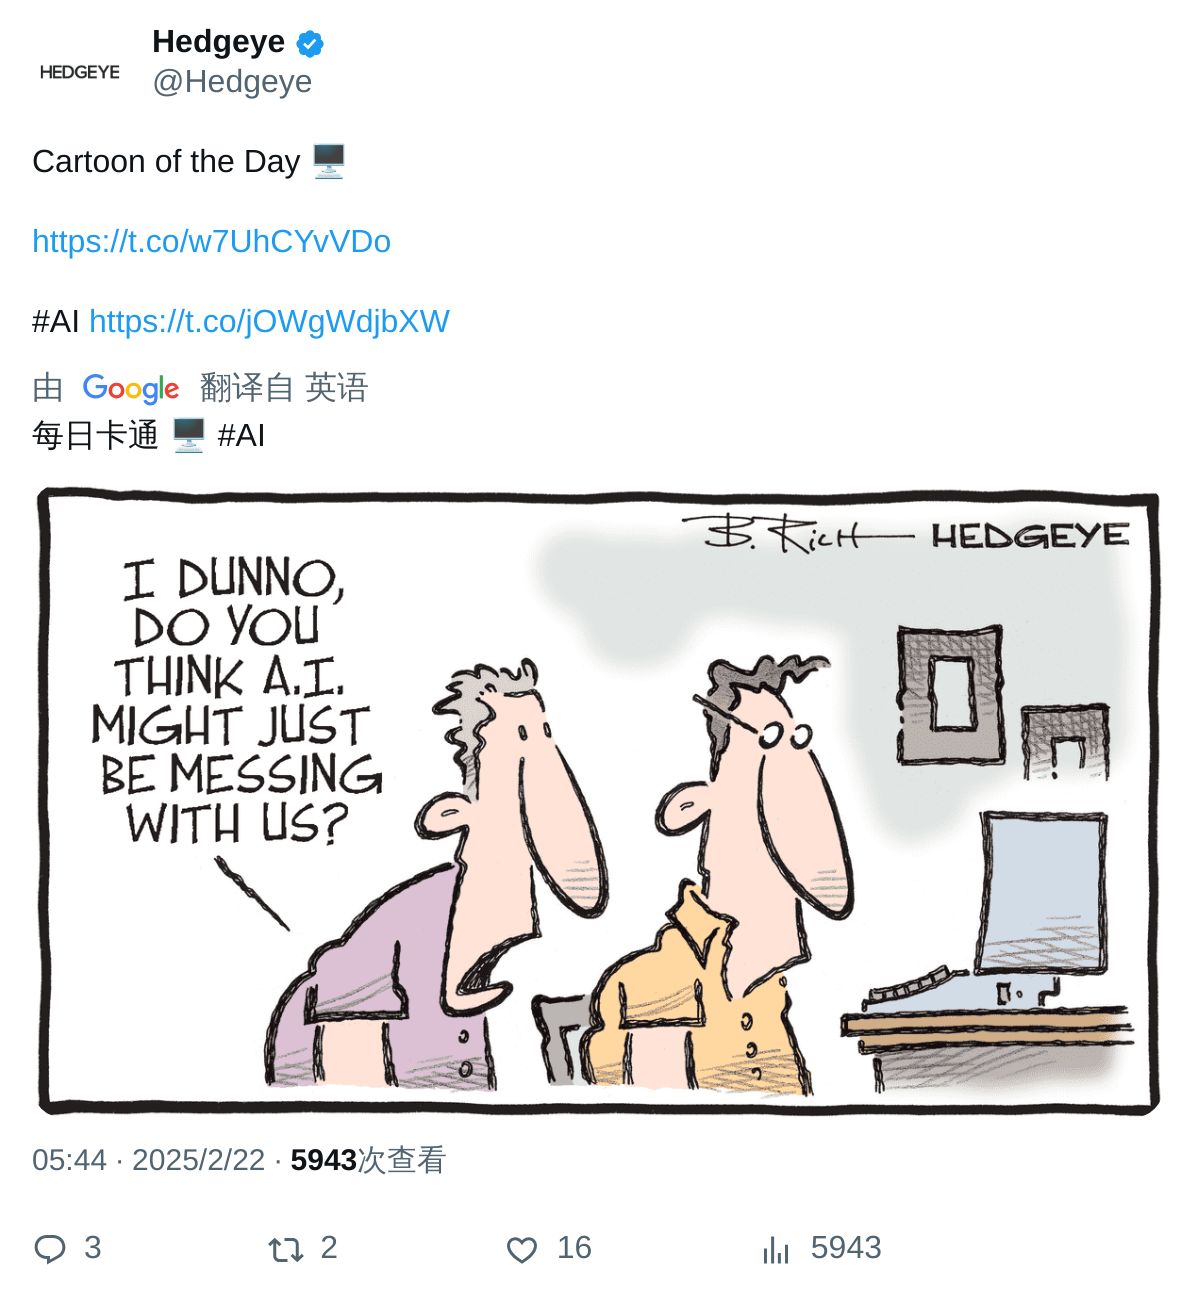 HEDGEYE
Hedgeye
@Hedgeye
Cartoon of the Day
https://t.co/w7UhCYvVDo
#AI https://t.co/jOWgWdjbXW
由 Google 翻译自 英语
每日卡通 #AI
B. RICH HEDGEYE
I DUNNO,
DO YOU
THINK A.I.
MIGHT JUST
BE MESSING
WITH US?
05:44 · 2025/2/22 · 5943次查看
3 2 16 5943